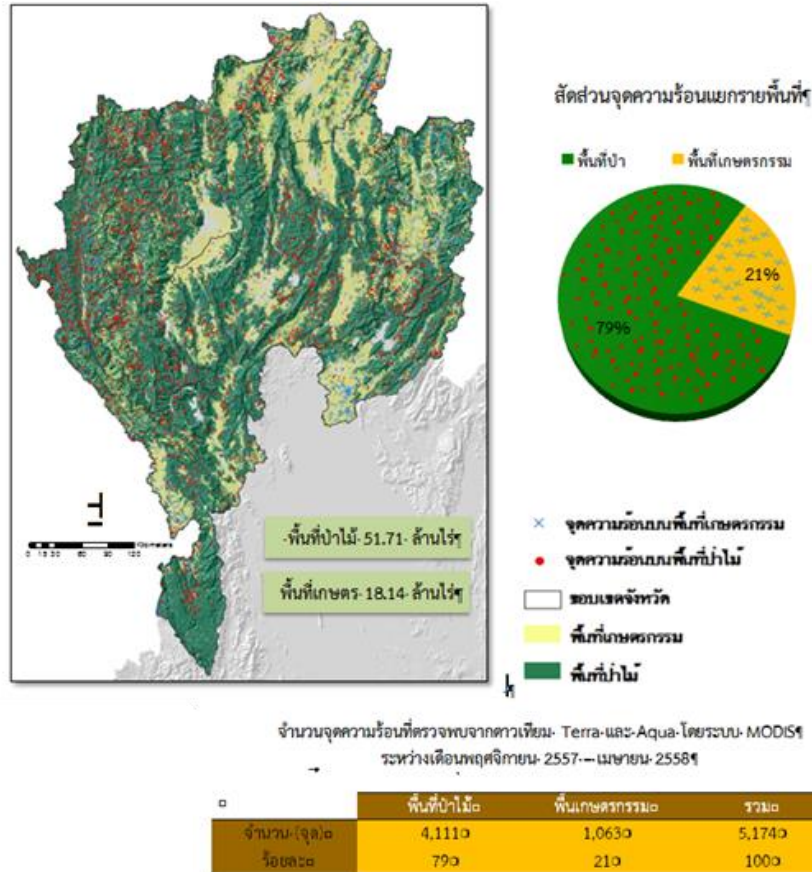 สัดส่วนจุดความร้อนแยกรายพื้นที่¶
พื้นที่ป่า พื้นที่เกษตรกรรม
21%
79%
-พื้นที่ป่าไม้- 51.71- ล้านไร่¶
พื้นที่เกษตร-18.14-ล้านไร่¶
จุดความร้อนบนพื้นที่เกษตรกรรม
จุดความร้อนบนพื้นที่ป่าไม้
ขอบเขตจังหวัด
พื้นที่เกษตรกรรม
พื้นที่ป่าไม้
จำนวนจุดความร้อนที่ตรวจพบจากดาวเทียม- Terra-และ-Aqua-โดยระบบ- MODIS¶
ระหว่างเดือนพฤศจิกายน- 2557-–-เมษายน-2558¶
พื้นที่ป่าไม้¤ พื้นเกษตรกรรม¤ รวม¤
จำนวน-(จุด)¤ 4,111¤ 1,063¤ 5,174¤
ร้อยละ¤ 79¤ 21¤ 100¤